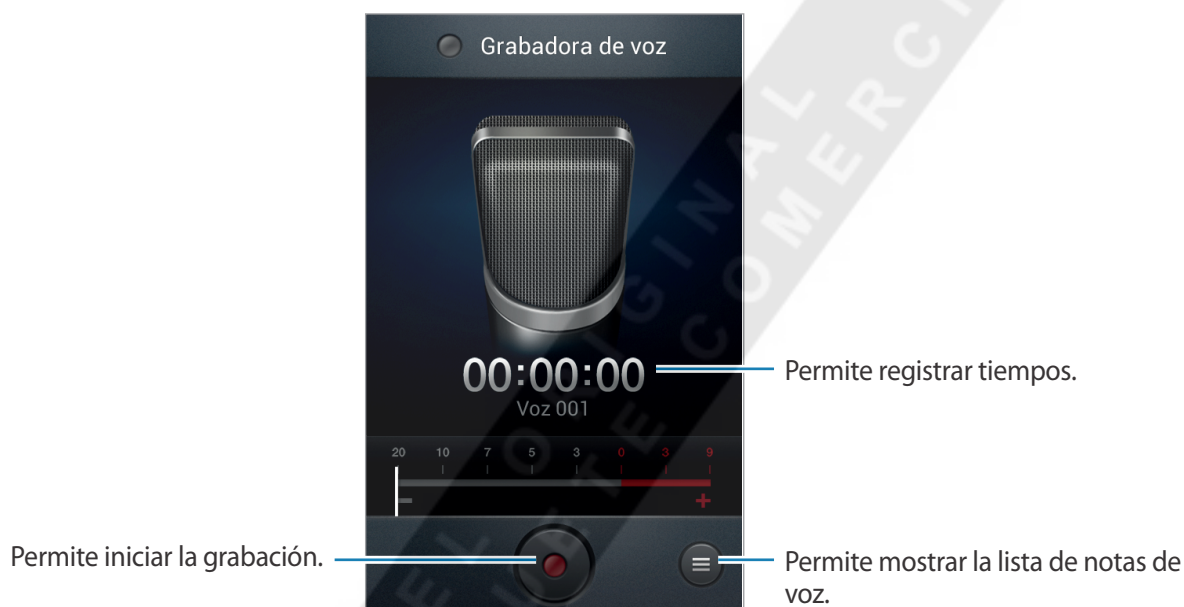 Grabadora de voz
00:00:00
Permite registrar tiempos.
Voz 001
20 10 7 5 3 0 3 9
− +
Permite iniciar la grabación.
Permite mostrar la lista de notas de
voz.